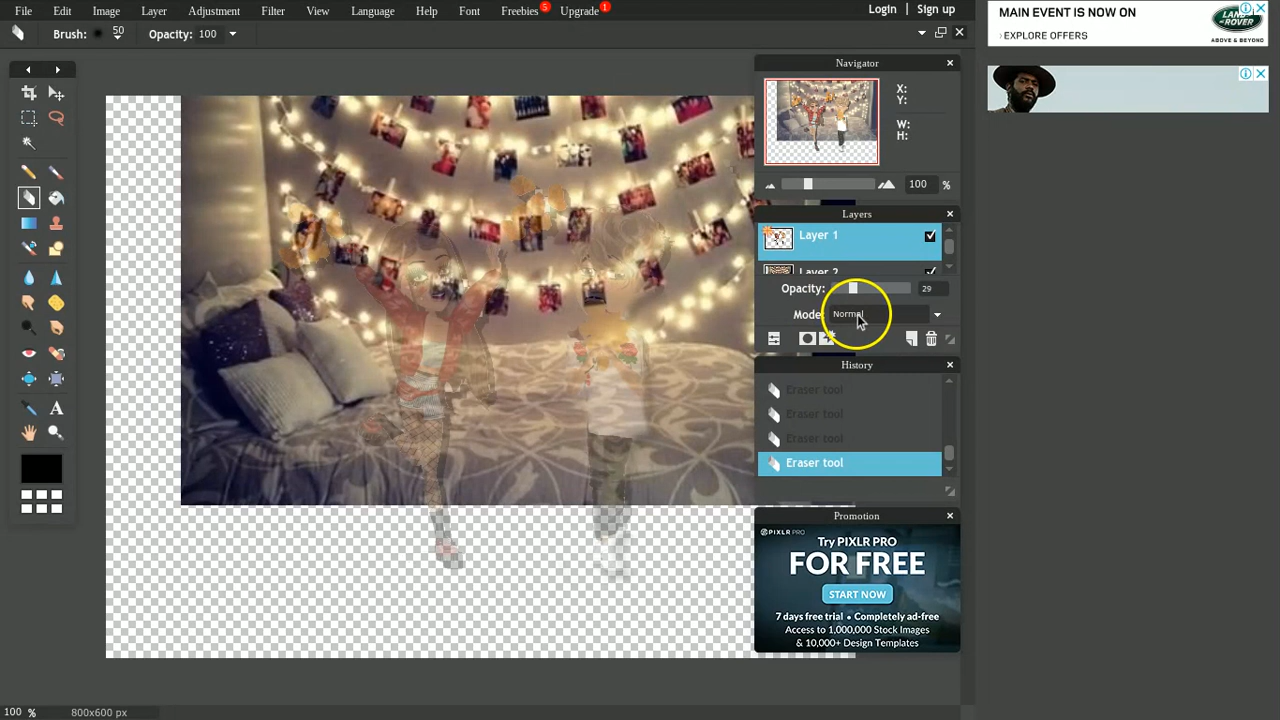 File Edit Image Layer Adjustment Filter View Language Help Font Freebies 5 Upgrade 1 Login | Sign up
Brush: 50 Opacity: 100
MAIN EVENT IS NOW ON
› EXPLORE OFFERS
LAND ROVER
ABOVE & BEYOND
Navigator
X:
Y:
W:
H:
100 %
Layers
Layer 1
Layer 2
Opacity: 29
Mode: Normal
History
Eraser tool
Eraser tool
Eraser tool
Eraser tool
Promotion
PIXLR PRO
Try PIXLR PRO
FOR FREE
START NOW
7 days free trial • Completely ad-free
Access to 1,000,000 Stock Images
& 10,000+ Design Templates
100 % 800x600 px